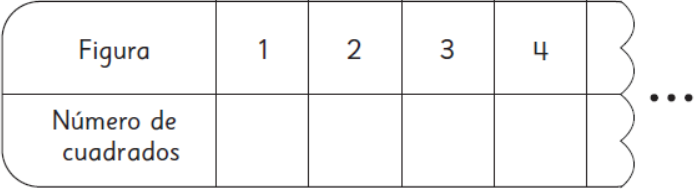 Figura 1 2 3 4
Número de
cuadrados
...